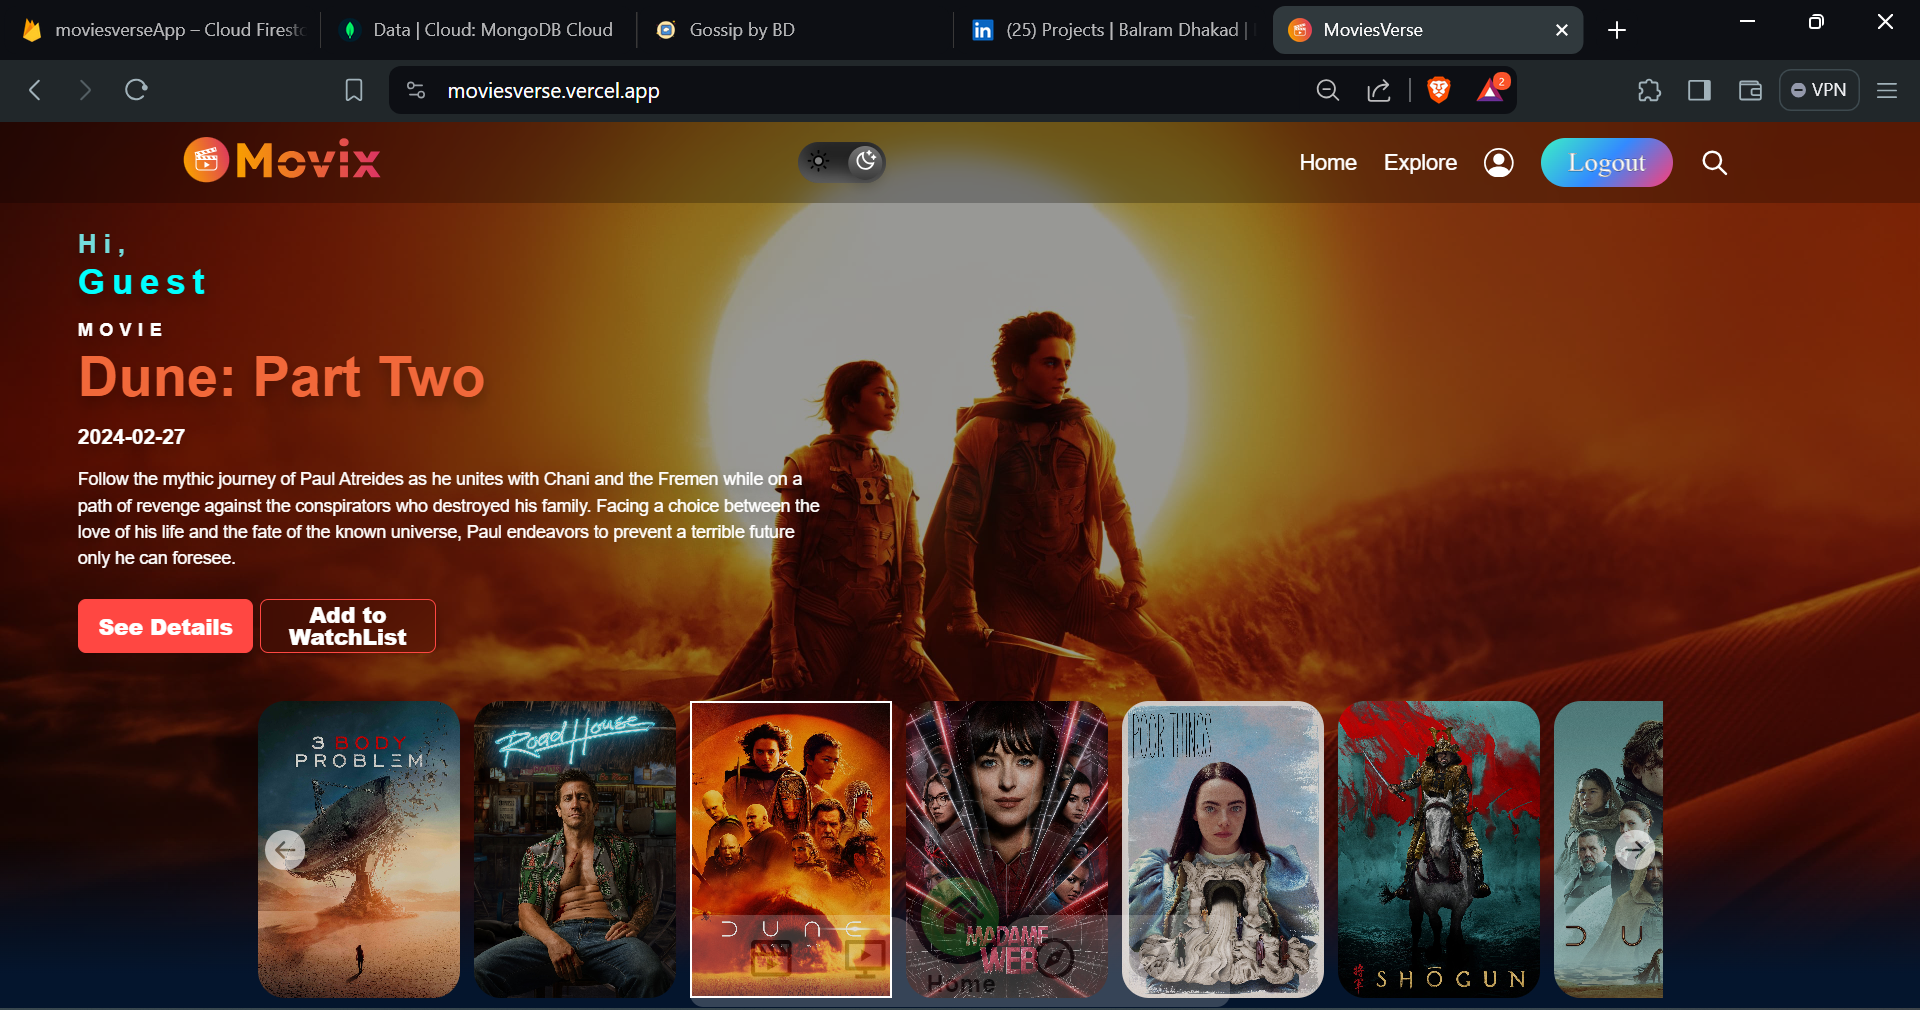 moviesverseApp – Cloud Firesto
Data | Cloud: MongoDB Cloud
Gossip by BD
(25) Projects | Balram Dhakad |
MoviesVerse
moviesverse.vercel.app
2
VPN
Movix
Home
Explore
Logout
Hi,
Guest
MOVIE
Dune: Part Two
2024-02-27
Follow the mythic journey of Paul Atreides as he unites with Chani and the Fremen while on a
path of revenge against the conspirators who destroyed his family. Facing a choice between the
love of his life and the fate of the known universe, Paul endeavors to prevent a terrible future
only he can foresee.
See Details
Add to
WatchList
3 BODY
PROBLEM
Road House
DUNE
MADAME
WEB
Home
POOR THINGS
将軍
SHŌGUN
DU